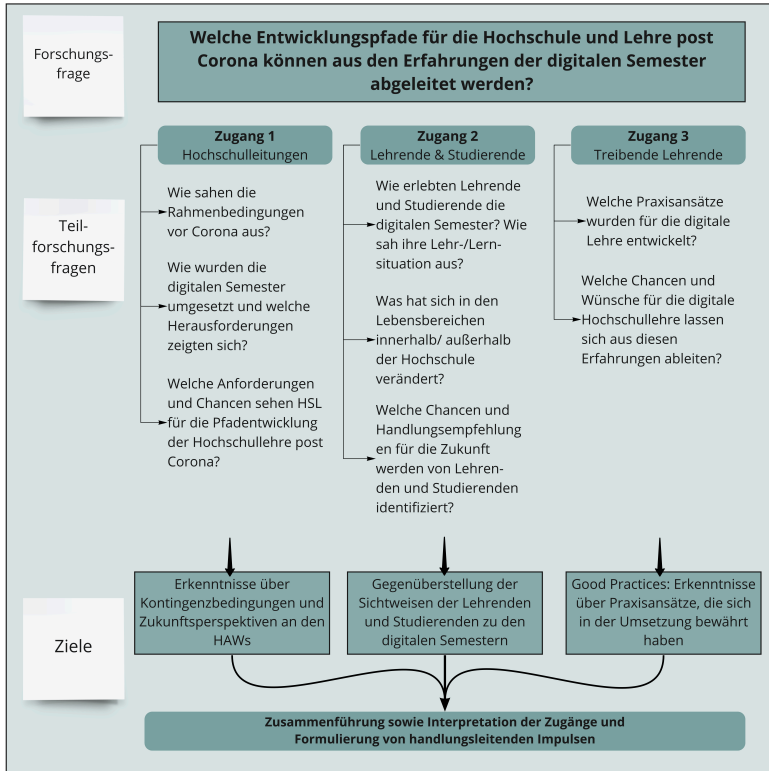 Forschungs-
frage
Welche Entwicklungspfade für die Hochschule und Lehre post
Corona können aus den Erfahrungen der digitalen Semester
abgeleitet werden?
Teil-
forschungs-
fragen
Zugang 1
Hochschulleitungen
Wie sahen die
Rahmenbedingungen
vor Corona aus?
Wie wurden die
digitalen Semester
umgesetzt und welche
Herausforderungen
zeigten sich?
Welche Anforderungen
und Chancen sehen HSL
für die Pfadentwicklung
der Hochschullehre post
Corona?
Zugang 2
Lehrende & Studierende
Wie erlebten Lehrende
und Studierende die
digitalen Semester? Wie
sah ihre Lehr-/Lern-
situation aus?
Was hat sich in den
Lebensbereichen
innerhalb/ außerhalb
der Hochschule
verändert?
Welche Chancen und
Handlungsempfehlung
en für die Zukunft
werden von Lehren-
den und Studierenden
identifiziert?
Zugang 3
Treibende Lehrende
Welche Praxisansätze
wurden für die digitale
Lehre entwickelt?
Welche Chancen und
Wünsche für die digitale
Hochschullehre lassen
sich aus diesen
Erfahrungen ableiten?
Ziele
Erkenntnisse über
Kontingenzbedingungen und
Zukunftsperspektiven an den
HAWs
Gegenüberstellung der
Sichtweisen der Lehrenden
und Studierenden zu den
digitalen Semestern
Good Practices: Erkenntnisse
über Praxisansätze, die sich
in der Umsetzung bewährt
haben
Zusammenführung sowie Interpretation der Zugänge und
Formulierung von handlungsleitenden Impulsen